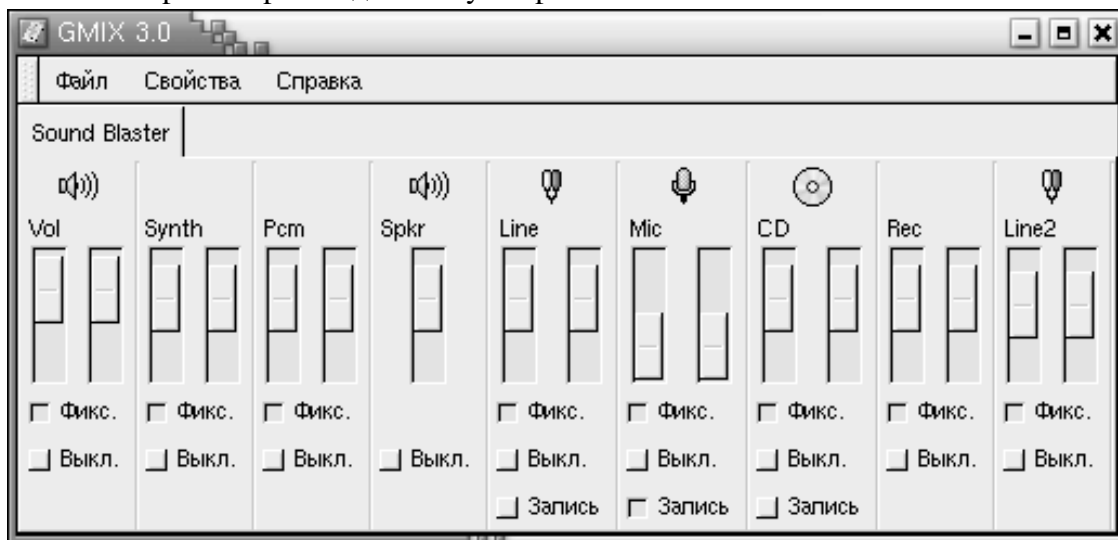 GMIX 3.0
Файл Свойства Справка
Sound Blaster
Vol Synth Pcm Spkr Line Mic CD Rec Line2
Фикс. Фикс. Фикс. Фикс. Фикс. Фикс. Фикс. Фикс.
Выкл. Выкл. Выкл. Выкл. Выкл. Выкл. Выкл. Выкл. Выкл.
Запись Запись Запись